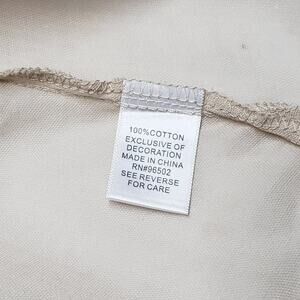 100%COTTON
EXCLUSIVE OF
DECORATION
MADE IN CHINA
RN#96502
SEE REVERSE
FOR CARE